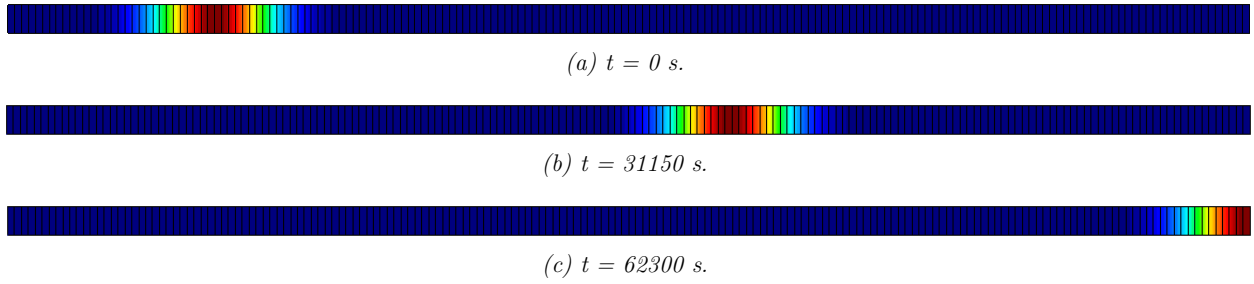 (a) t = 0 s.
(b) t = 31150 s.
(c) t = 62300 s.